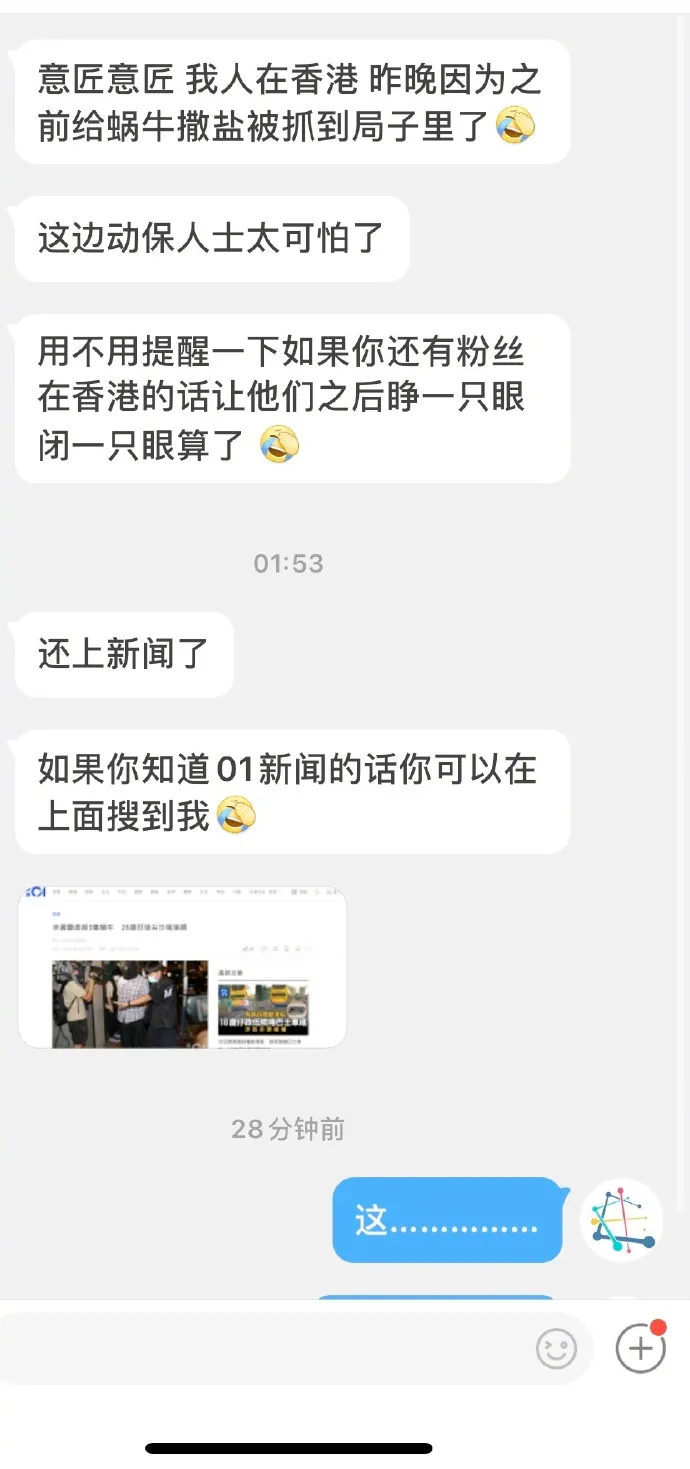 意匠意匠 我人在香港 昨晚因为之
前给蜗牛撒盐被抓到局子里了🤣
这边动保人士太可怕了
用不用提醒一下如果你还有粉丝
在香港的话让他们之后睁一只眼
闭一只眼算了 🤣
01:53
还上新闻了
如果你知道01新闻的话你可以在
上面搜到我🤣
28分钟前
这……………